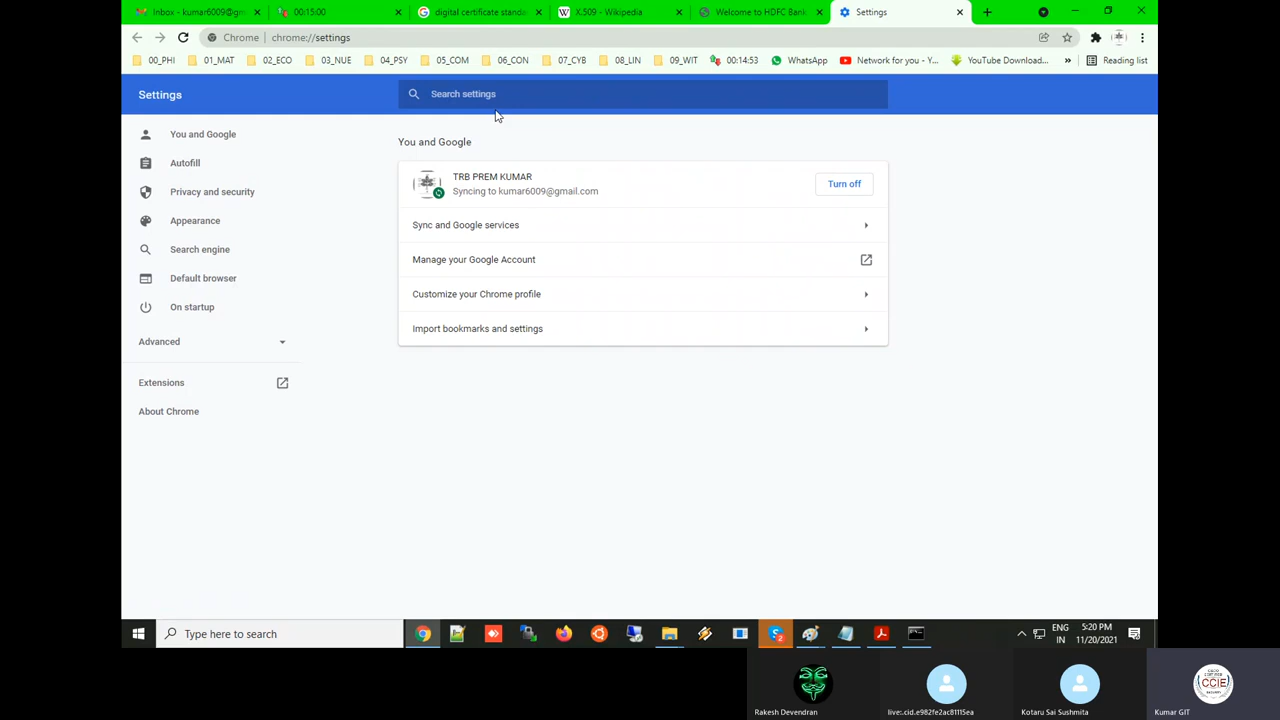 Inbox - kumar6009@gm
00:15:00
digital certificate standa
X.509 - Wikipedia
Welcome to HDFC Bank
Settings
Chrome | chrome://settings
00_PHI
01_MAT
02_ECO
03_NUE
04_PSY
05_COM
06_CON
07_CYB
08_LIN
09_WIT
00:14:53
WhatsApp
Network for you - Y...
YouTube Download...
»
Reading list
Settings
Search settings
You and Google
Autofill
Privacy and security
Appearance
Search engine
Default browser
On startup
Advanced
Extensions
About Chrome
You and Google
TRB PREM KUMAR
Syncing to kumar6009@gmail.com
Turn off
Sync and Google services
Manage your Google Account
Customize your Chrome profile
Import bookmarks and settings
Type here to search
ENG
IN
5:20 PM
11/20/2021
Rakesh Devendran
live:.cid.e982fe2ac81115ea
Kotaru Sai Sushmita
CCIE
Kumar GIT